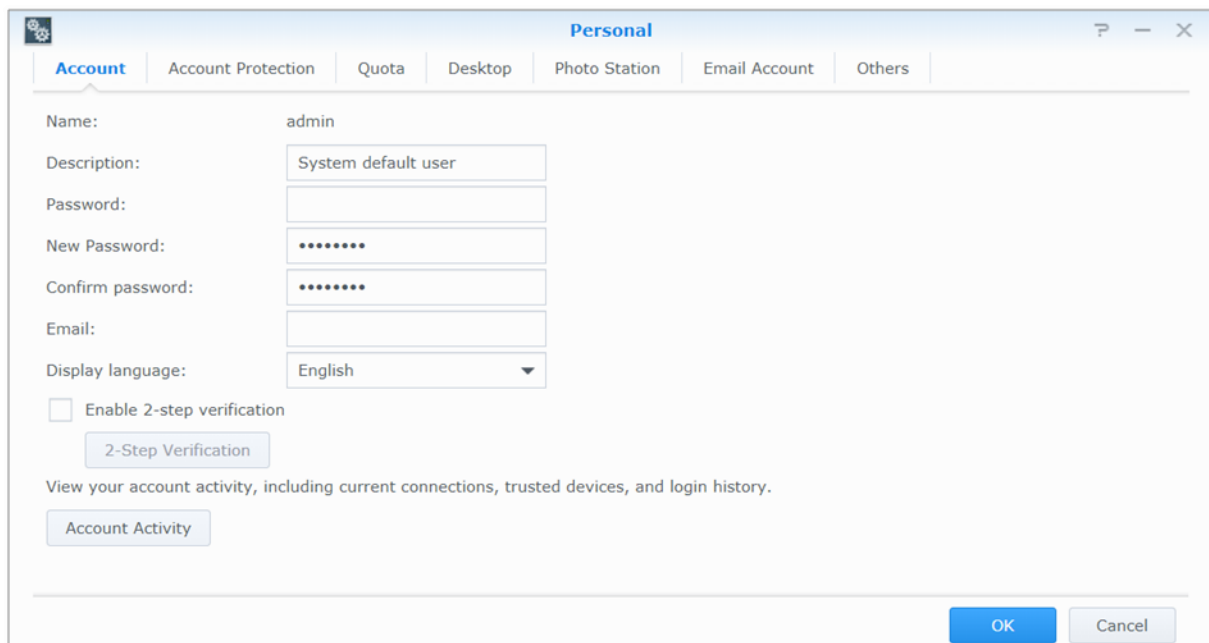 Personal
Account Account Protection Quota Desktop Photo Station Email Account Others
Name: admin
Description: System default user
Password:
New Password: ••••••••
Confirm password: ••••••••
Email:
Display language: English
Enable 2-step verification
2-Step Verification
View your account activity, including current connections, trusted devices, and login history.
Account Activity
OK Cancel